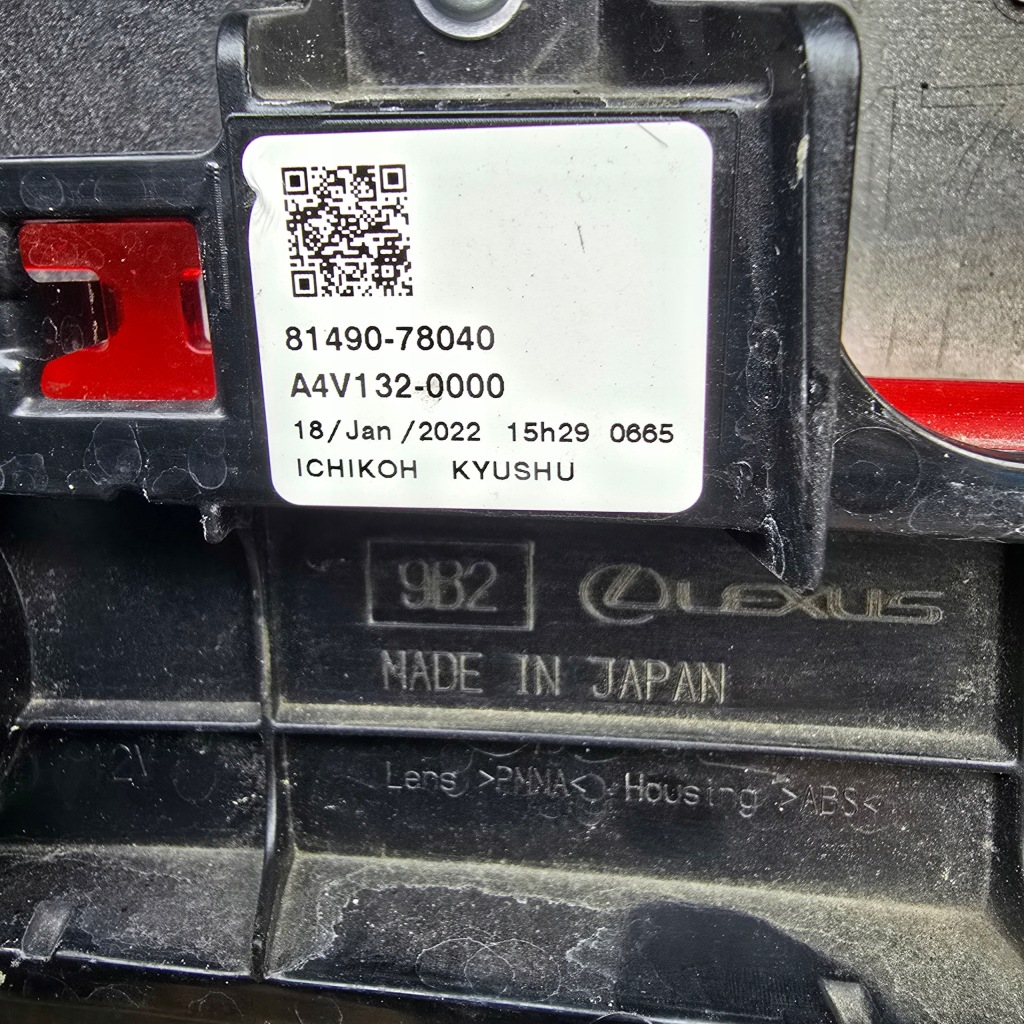 81490-78040
A4V132-0000
18/Jan /2022 15h29 0665
ICHIKOH KYUSHU
9B2 LEXUS
MADE IN JAPAN
Lens >PMMA< Housing >ABS<